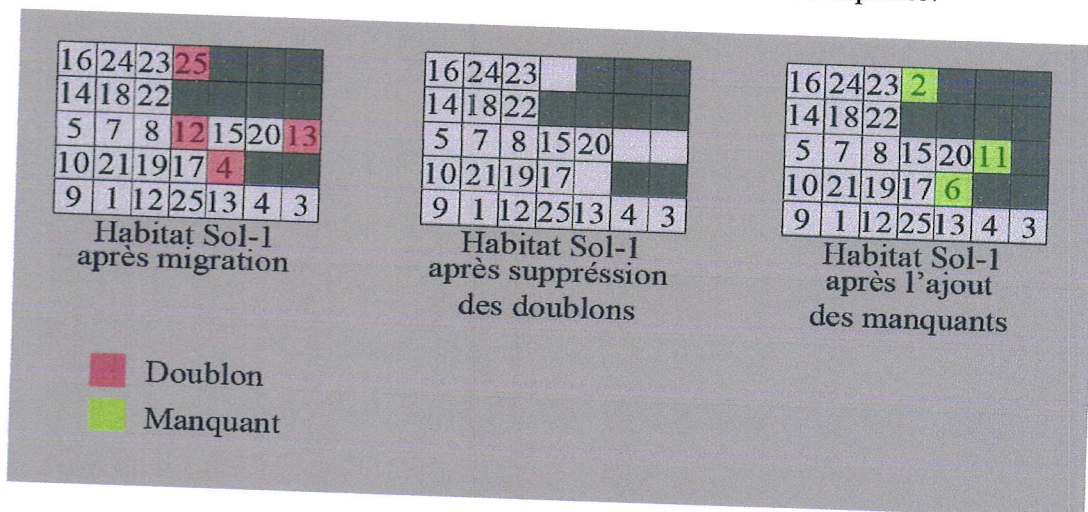 16 24 23 25
14 18 22
5 7 8 12 15 20 13
10 21 19 17 4
9 1 12 25 13 4 3
Habitat Sol-1
après migration
16 24 23
14 18 22
5 7 8 15 20
10 21 19 17
9 1 12 25 13 4 3
Habitat Sol-1
après suppréssion
des doublons
16 24 23 2
14 18 22
5 7 8 15 20 11
10 21 19 17 6
9 1 12 25 13 4 3
Habitat Sol-1
après l'ajout
des manquants
Doublon
Manquant